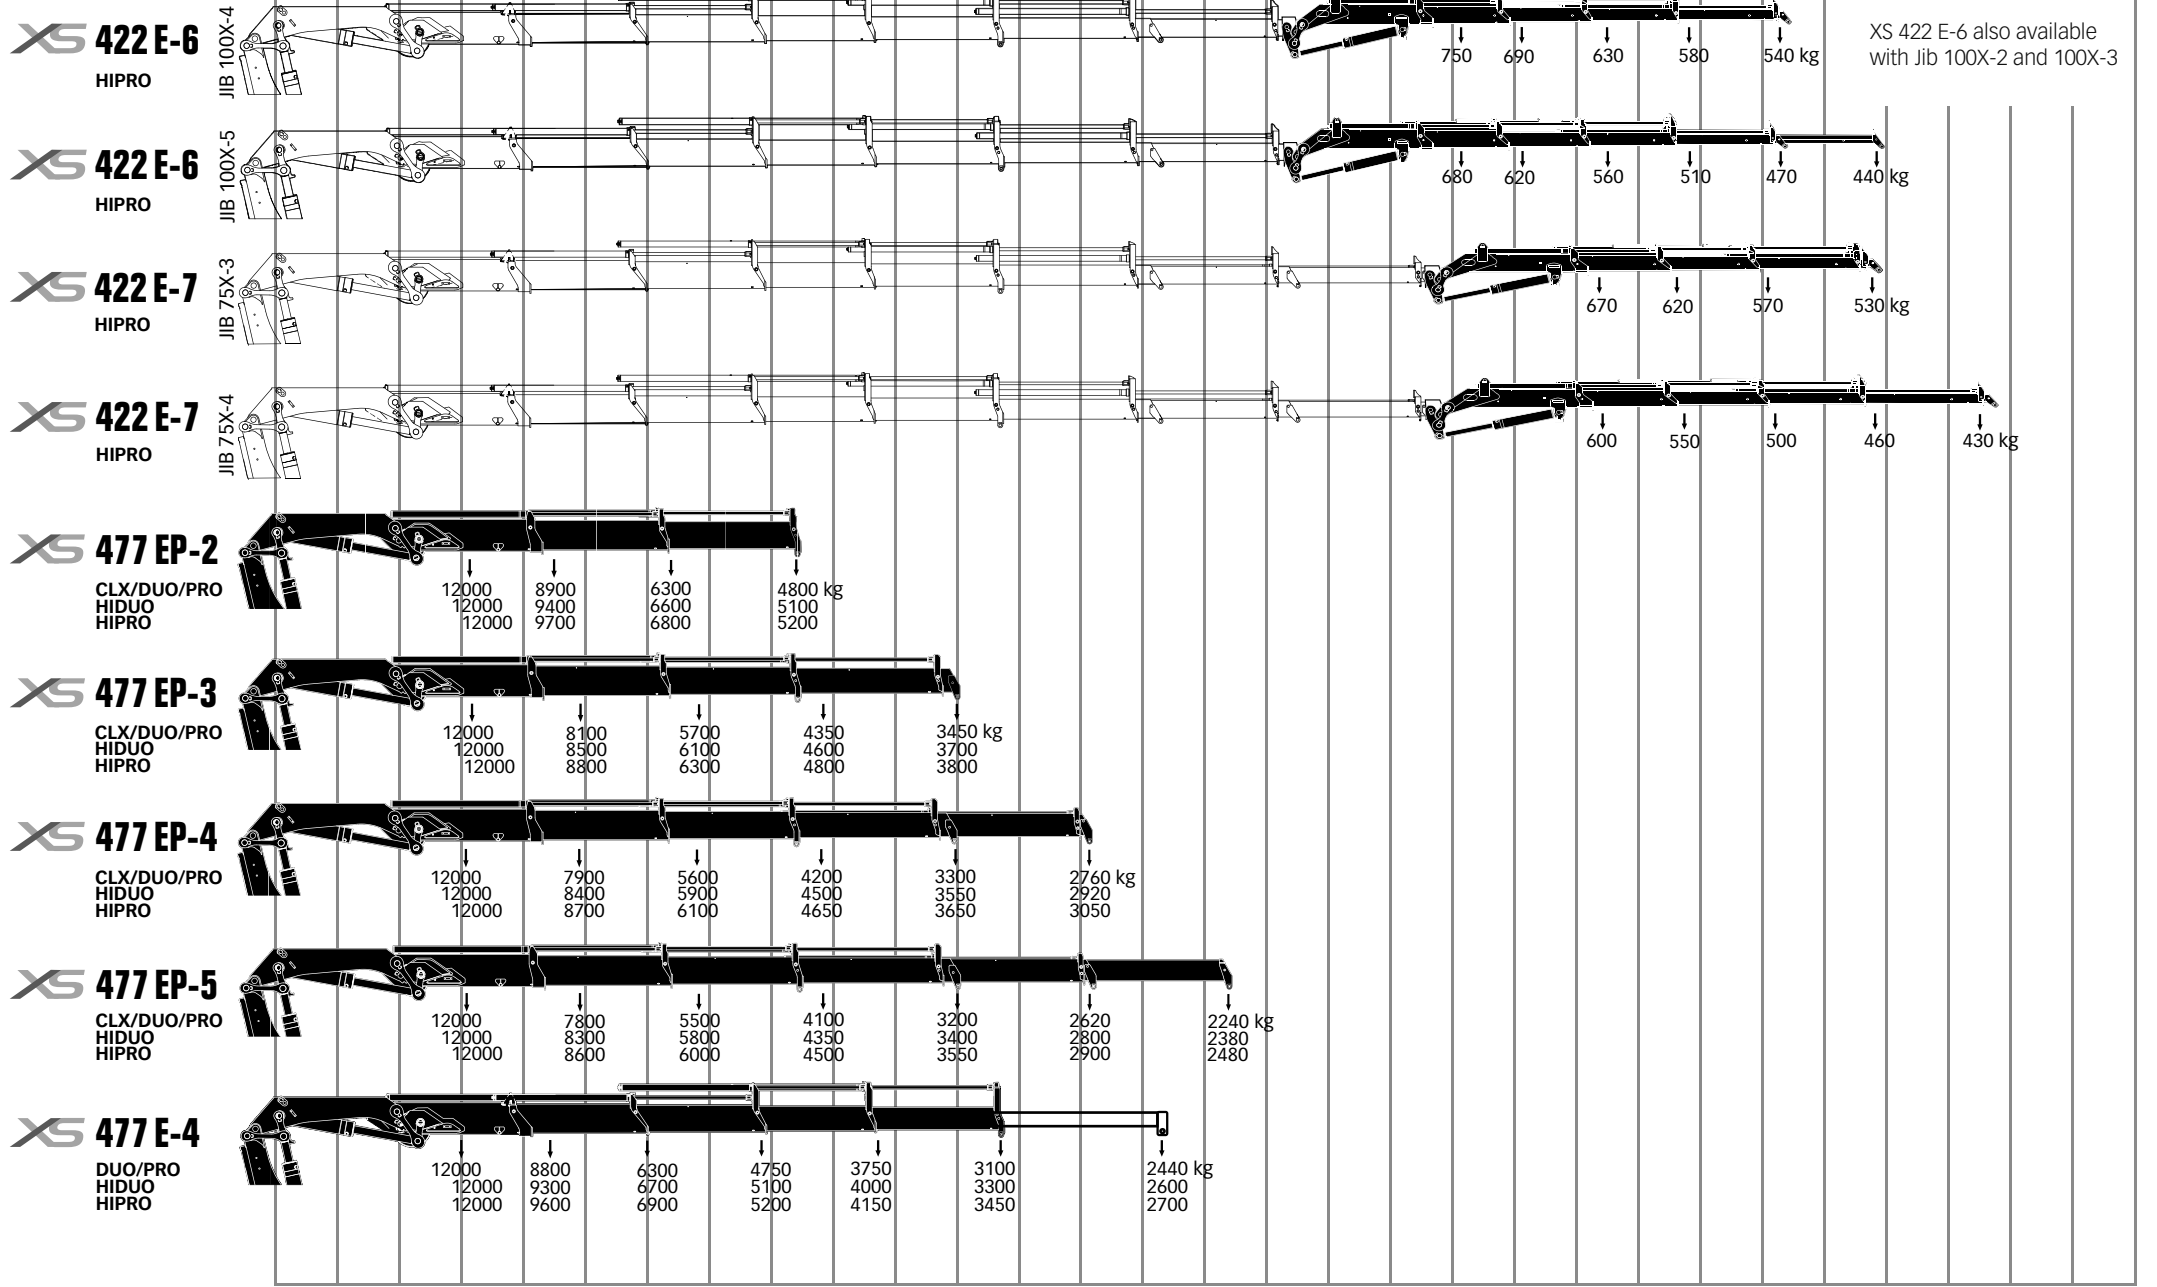 XS 422 E-6
HIPRO
JIB 100X-4
750 690 630 580 540 kg
XS 422 E-6 also available
with Jib 100X-2 and 100X-3
XS 422 E-6
HIPRO
JIB 100X-5
680 620 560 510 470 440 kg
XS 422 E-7
HIPRO
JIB 75X-3
670 620 570 530 kg
XS 422 E-7
HIPRO
JIB 75X-4
600 550 500 460 430 kg
XS 477 EP-2
CLX/DUO/PRO 12000 8900 6300 4800 kg
HIDUO 12000 9400 6600 5100
HIPRO 12000 9700 6800 5200
XS 477 EP-3
CLX/DUO/PRO 12000 8100 5700 4350 3450 kg
HIDUO 12000 8500 6100 4600 3700
HIPRO 12000 8800 6300 4800 3800
XS 477 EP-4
CLX/DUO/PRO 12000 7900 5600 4200 3300 2760 kg
HIDUO 12000 8400 5900 4500 3550 2920
HIPRO 12000 8700 6100 4650 3650 3050
XS 477 EP-5
CLX/DUO/PRO 12000 7800 5500 4100 3200 2620 2240 kg
HIDUO 12000 8300 5800 4350 3400 2800 2380
HIPRO 12000 8600 6000 4500 3550 2900 2480
XS 477 E-4
DUO/PRO 12000 8800 6300 4750 3750 3100 2440 kg
HIDUO 12000 9300 6700 5100 4000 3300 2600
HIPRO 12000 9600 6900 5200 4150 3450 2700